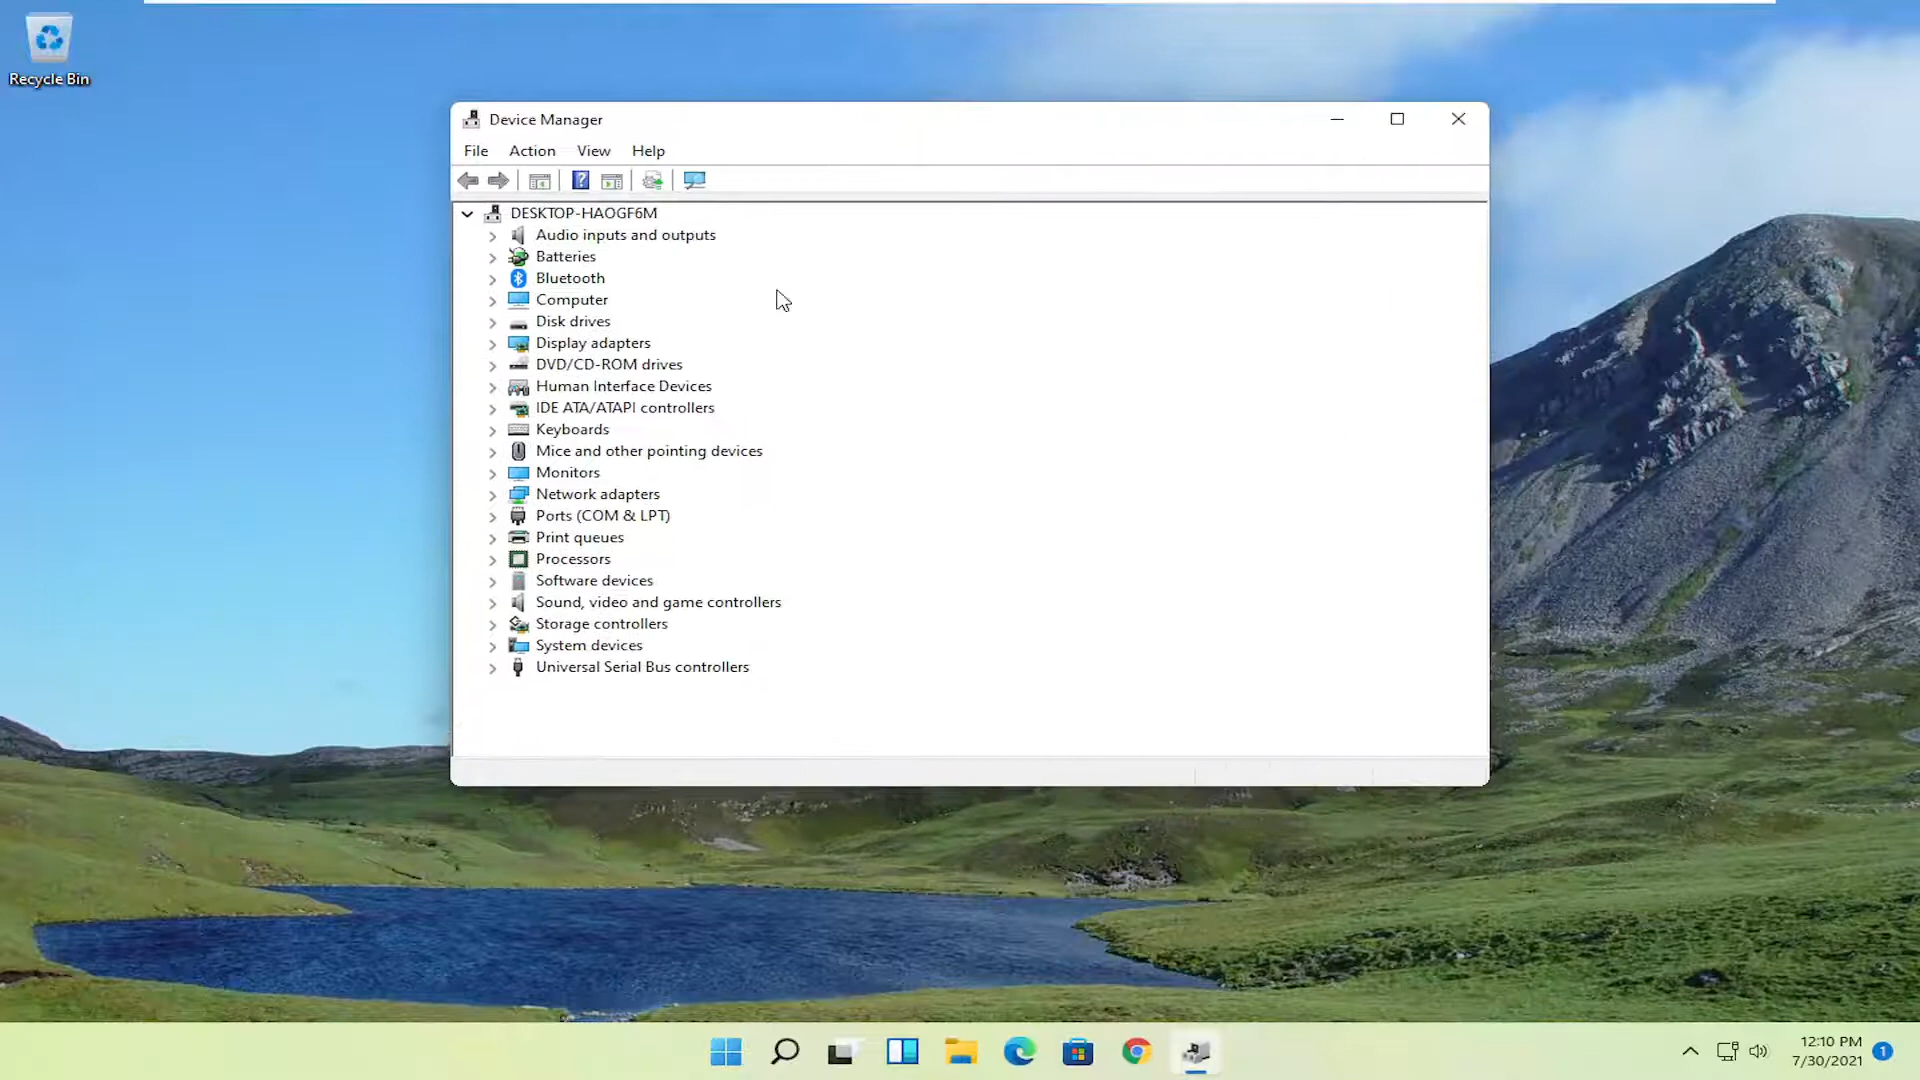 Recycle Bin
Device Manager
File Action View Help
?
DESKTOP-HAOGF6M
Audio inputs and outputs
Batteries
Bluetooth
Computer
Disk drives
Display adapters
DVD/CD-ROM drives
Human Interface Devices
IDE ATA/ATAPI controllers
Keyboards
Mice and other pointing devices
Monitors
Network adapters
Ports (COM & LPT)
Print queues
Processors
Software devices
Sound, video and game controllers
Storage controllers
System devices
Universal Serial Bus controllers
12:10 PM
7/30/2021
1